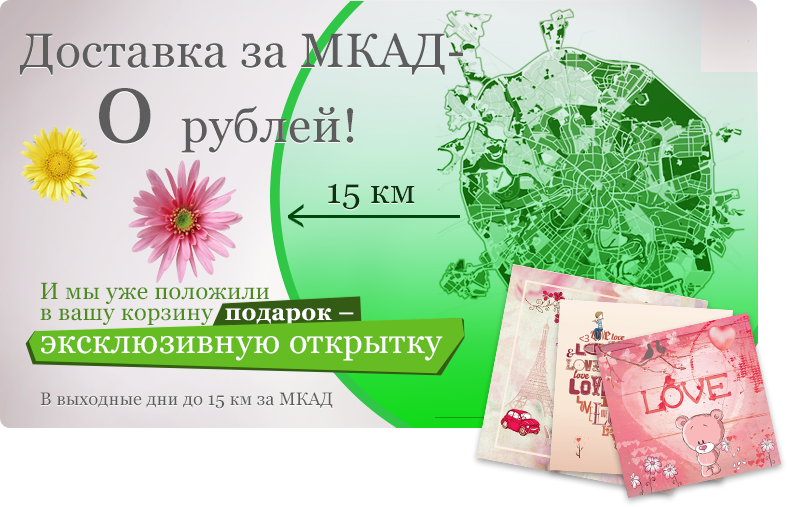 Доставка за МКАД-
0 рублей!
15 км
И мы уже положили
в вашу корзину подарок –
эксклюзивную открытку
В выходные дни до 15 км за МКАД
LOVE